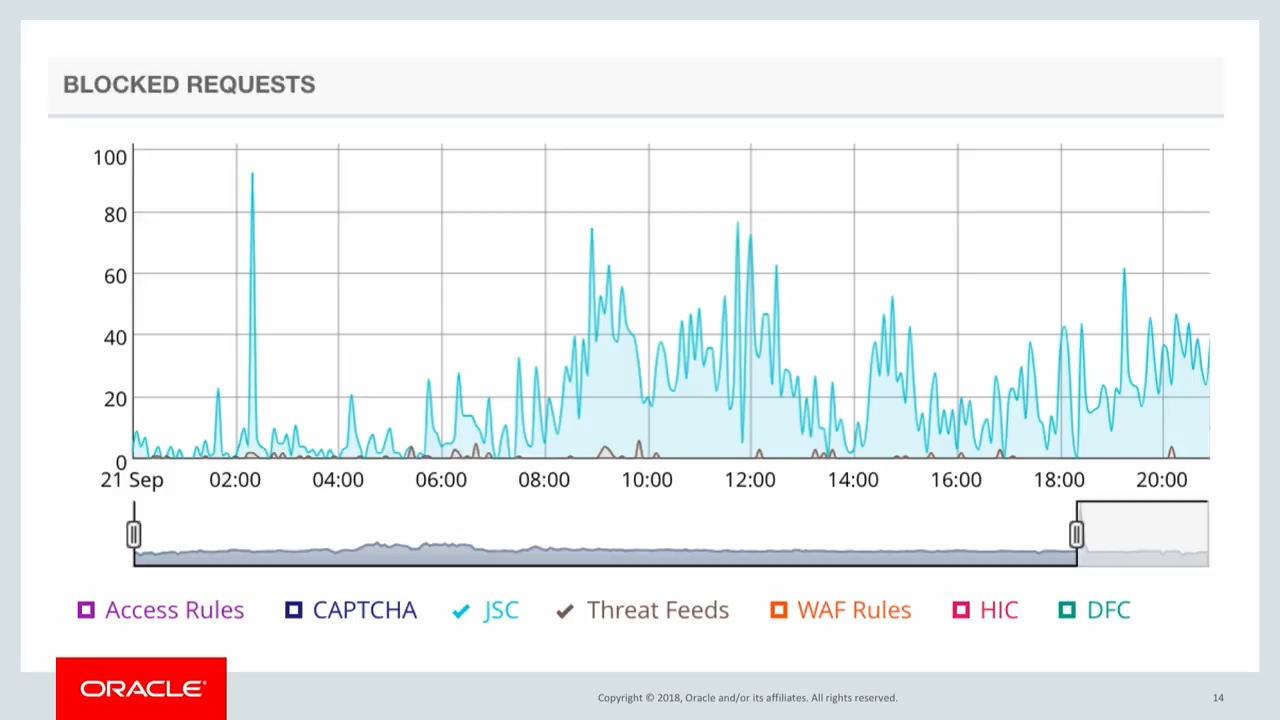 BLOCKED REQUESTS
100
80
60
40
20
0
21 Sep 02:00 04:00 06:00 08:00 10:00 12:00 14:00 16:00 18:00 20:00
Access Rules CAPTCHA JSC Threat Feeds WAF Rules HIC DFC
ORACLE®
Copyright © 2018, Oracle and/or its affiliates. All rights reserved. 14